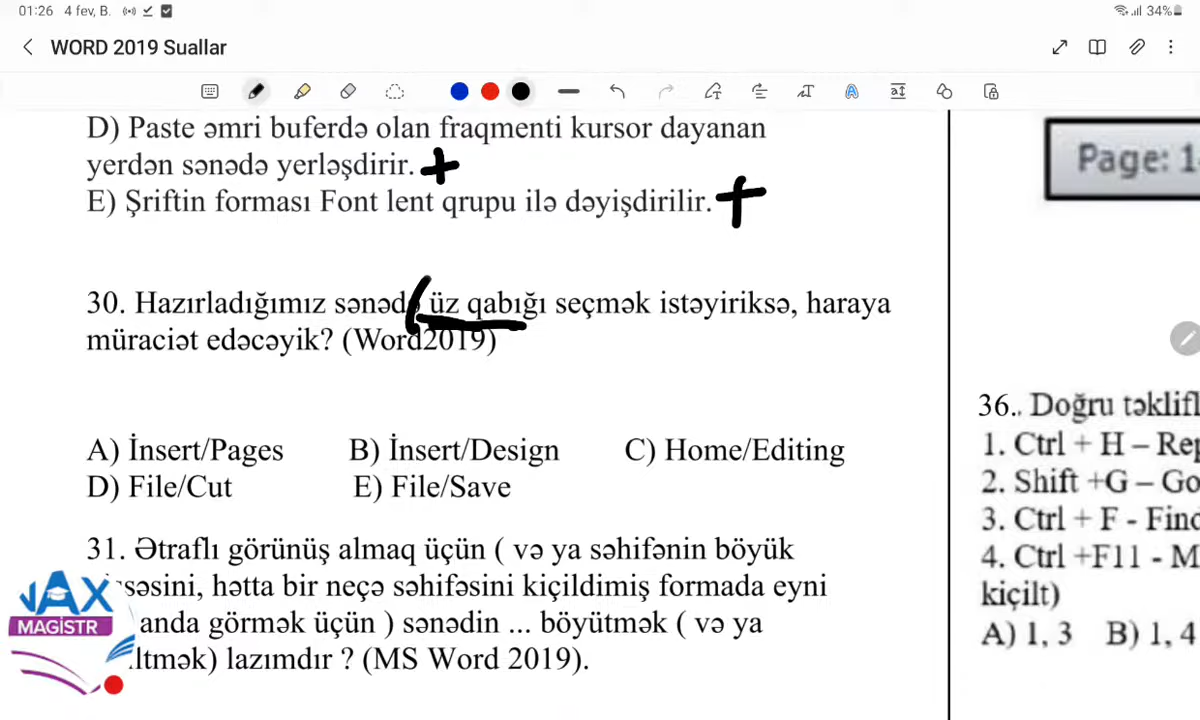 01:26 4 fev, B.
34%
WORD 2019 Suallar
D) Paste əmri buferdə olan fraqmenti kursor dayanan
yerdən sənədə yerləşdirir. +
E) Şriftin forması Font lent qrupu ilə dəyişdirilir. +
30. Hazırladığımız sənədə üz qabığı seçmək istəyiriksə, haraya
müraciət edəcəyik? (Word2019)
A) İnsert/Pages B) İnsert/Design C) Home/Editing
D) File/Cut E) File/Save
31. Ətraflı görünüş almaq üçün ( və ya səhifənin böyük
səsini, hətta bir neçə səhifəsini kiçildimiş formada eyni
anda görmək üçün ) sənədin ... böyütmək ( və ya
ltmək) lazımdır ? (MS Word 2019).
JAX
MAGİSTR
Page: 1
36.. Doğru təklifl
1. Ctrl + H – Rep
2. Shift +G – Go
3. Ctrl + F - Find
4. Ctrl +F11 - M
kiçilt)
A) 1, 3 B) 1, 4